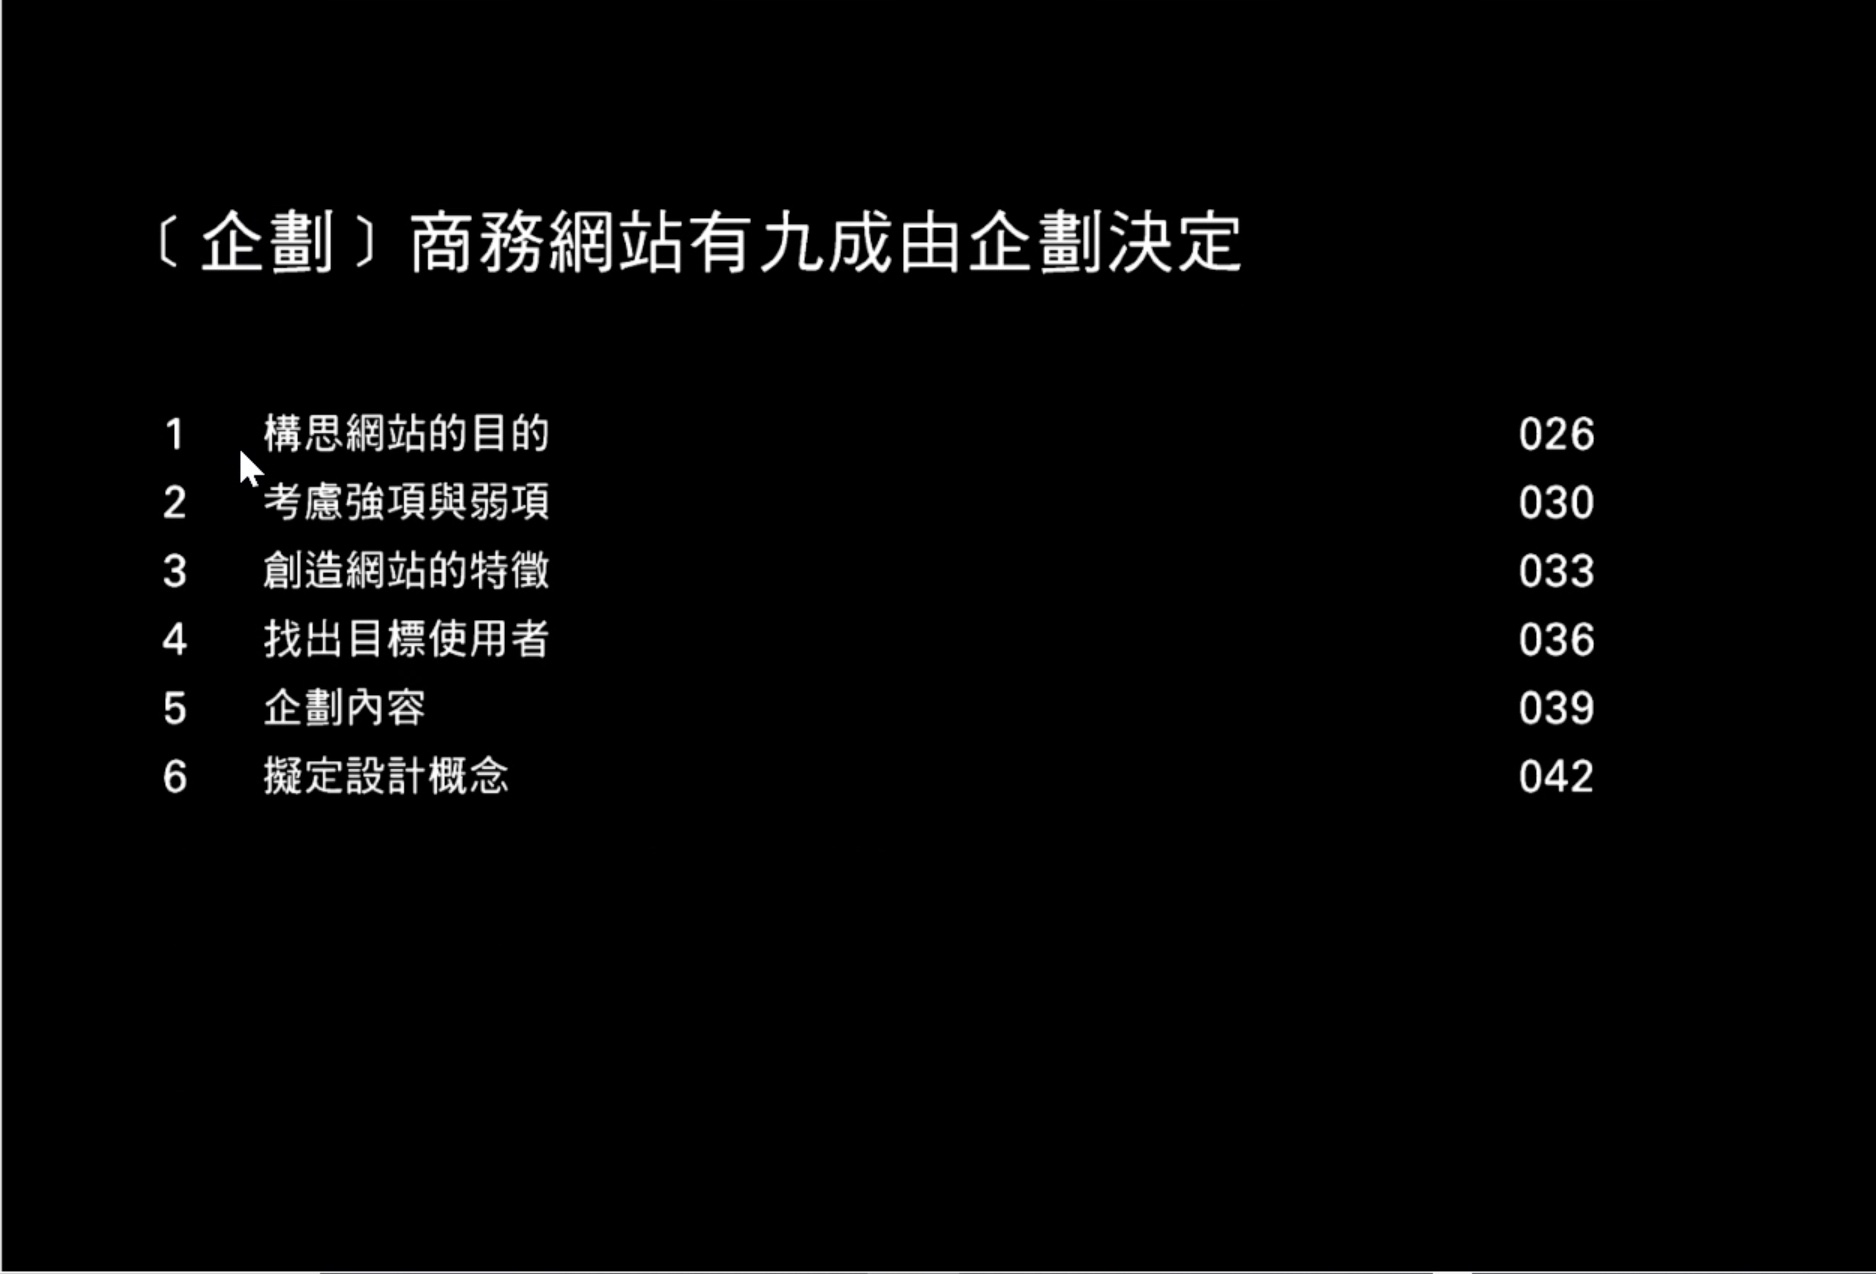 〔企劃〕商務網站有九成由企劃決定
1 構思網站的目的 026
2 考慮強項與弱項 030
3 創造網站的特徵 033
4 找出目標使用者 036
5 企劃內容 039
6 擬定設計概念 042